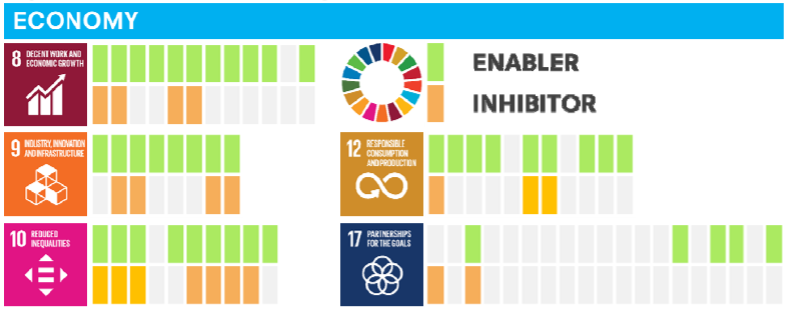 ECONOMY
8 DECENT WORK AND
ECONOMIC GROWTH
ENABLER
INHIBITOR
9 INDUSTRY, INNOVATION
AND INFRASTRUCTURE
12 RESPONSIBLE
CONSUMPTION
AND PRODUCTION
10 REDUCED
INEQUALITIES
17 PARTNERSHIPS
FOR THE GOALS